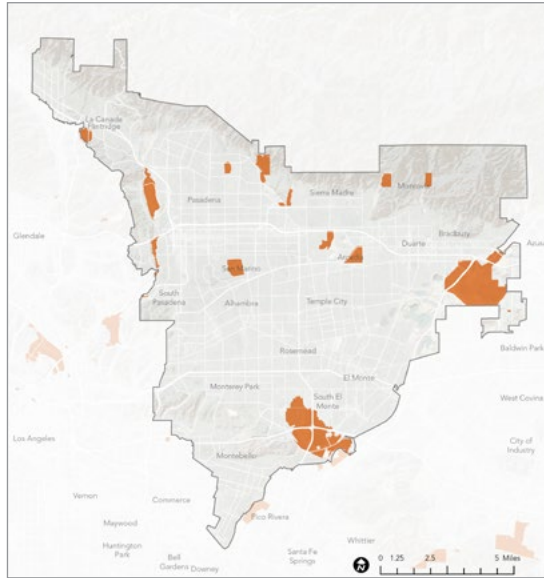 La Cañada
Flintridge
Pasadena
Sierra Madre
Monrovia
Glendale
Bradbury
Duarte
Azusa
Arcadia
San Marino
South
Pasadena
Alhambra
Temple City
Baldwin Park
Rosemead
El Monte
Monterey Park
South El
Monte
West Covina
Los Angeles
City of
Industry
Montebello
Vernon
Commerce
Pico Rivera
Maywood
Huntington
Park
Bell
Gardens
Downey
Santa Fe
Springs
Whittier
N
0 1.25 2.5 5 Miles